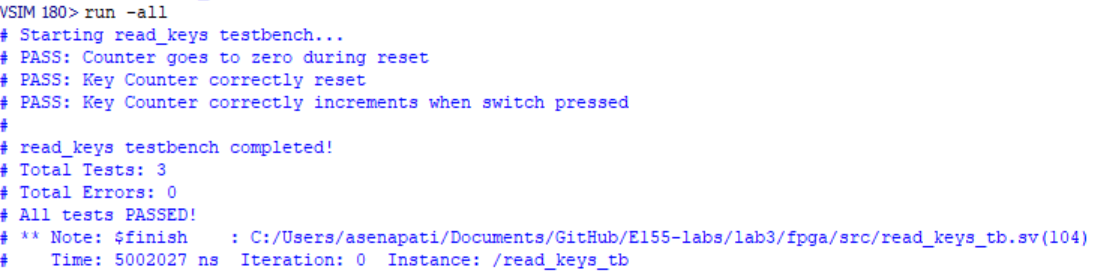 VSIM 180> run -all
# Starting read_keys testbench...
# PASS: Counter goes to zero during reset
# PASS: Key Counter correctly reset
# PASS: Key Counter correctly increments when switch pressed
#
# read_keys testbench completed!
# Total Tests: 3
# Total Errors: 0
# All tests PASSED!
# ** Note: $finish    : C:/Users/asenapati/Documents/GitHub/E155-labs/lab3/fpga/src/read_keys_tb.sv(104)
#    Time: 5002027 ns  Iteration: 0  Instance: /read_keys_tb